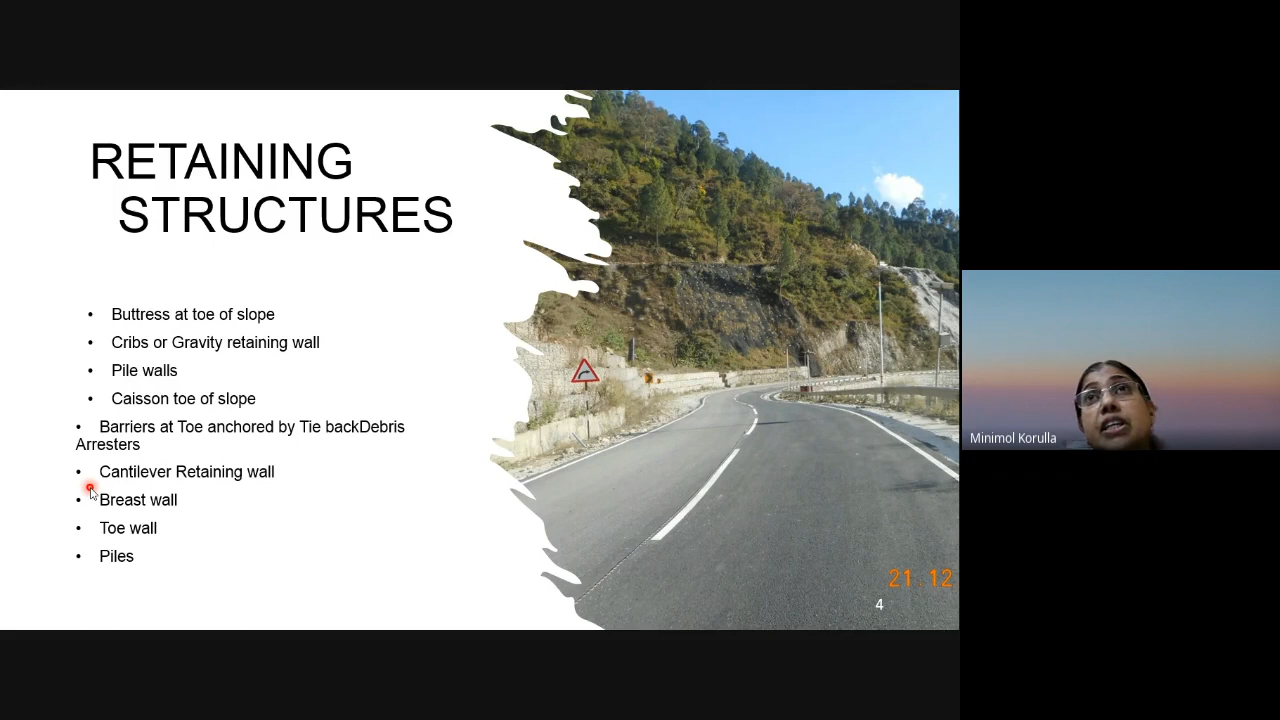 RETAINING
STRUCTURES
• Buttress at toe of slope
• Cribs or Gravity retaining wall
• Pile walls
• Caisson toe of slope
• Barriers at Toe anchored by Tie backDebris
Arresters
• Cantilever Retaining wall
• Breast wall
• Toe wall
• Piles
21.12
4
Minimol Korulla